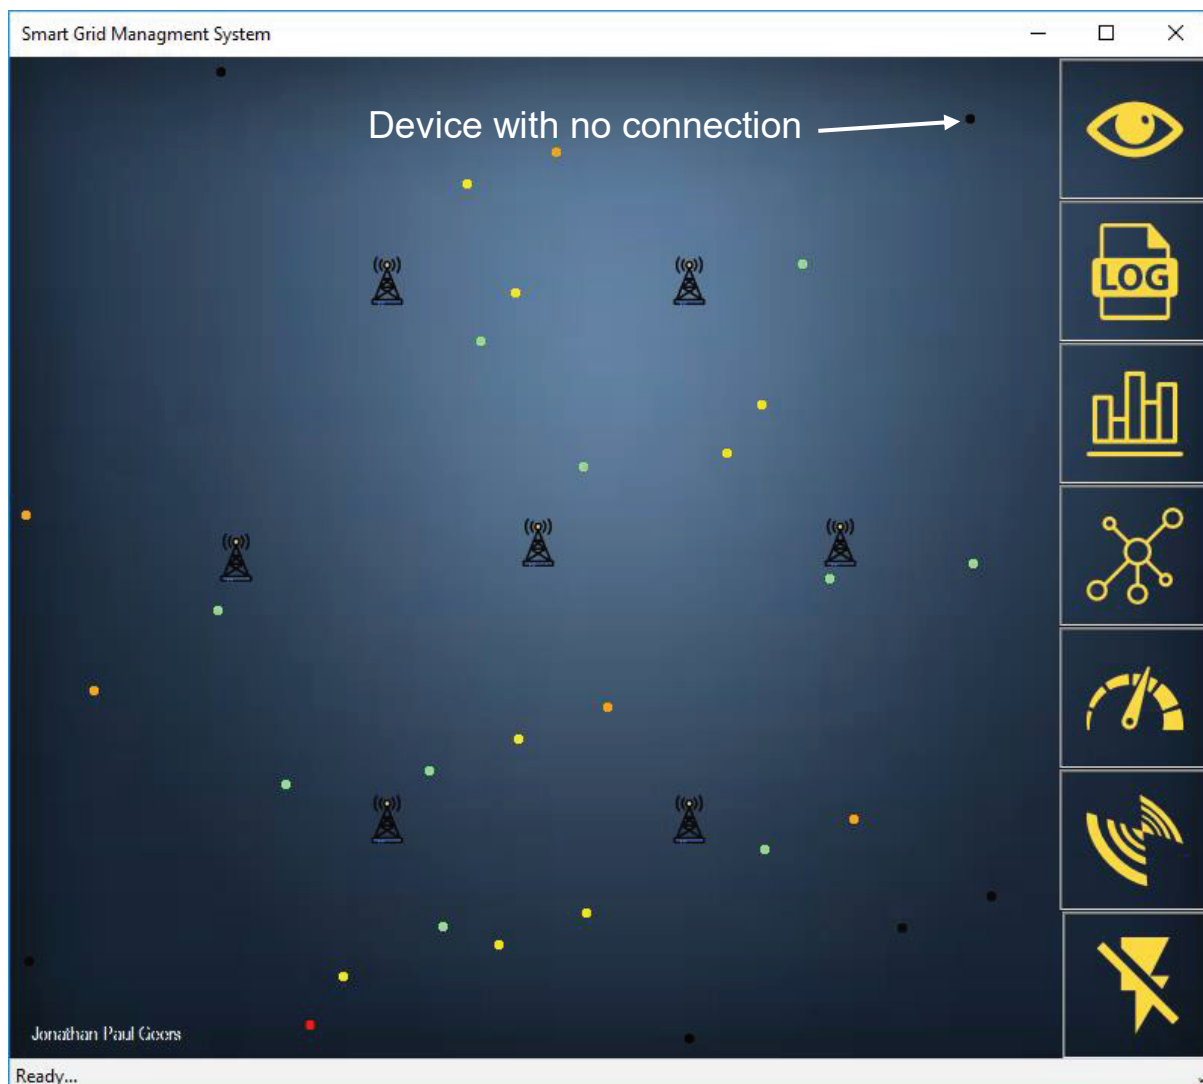 Smart Grid Managment System
Device with no connection
LOG
Jonathan Paul Geers
Ready...